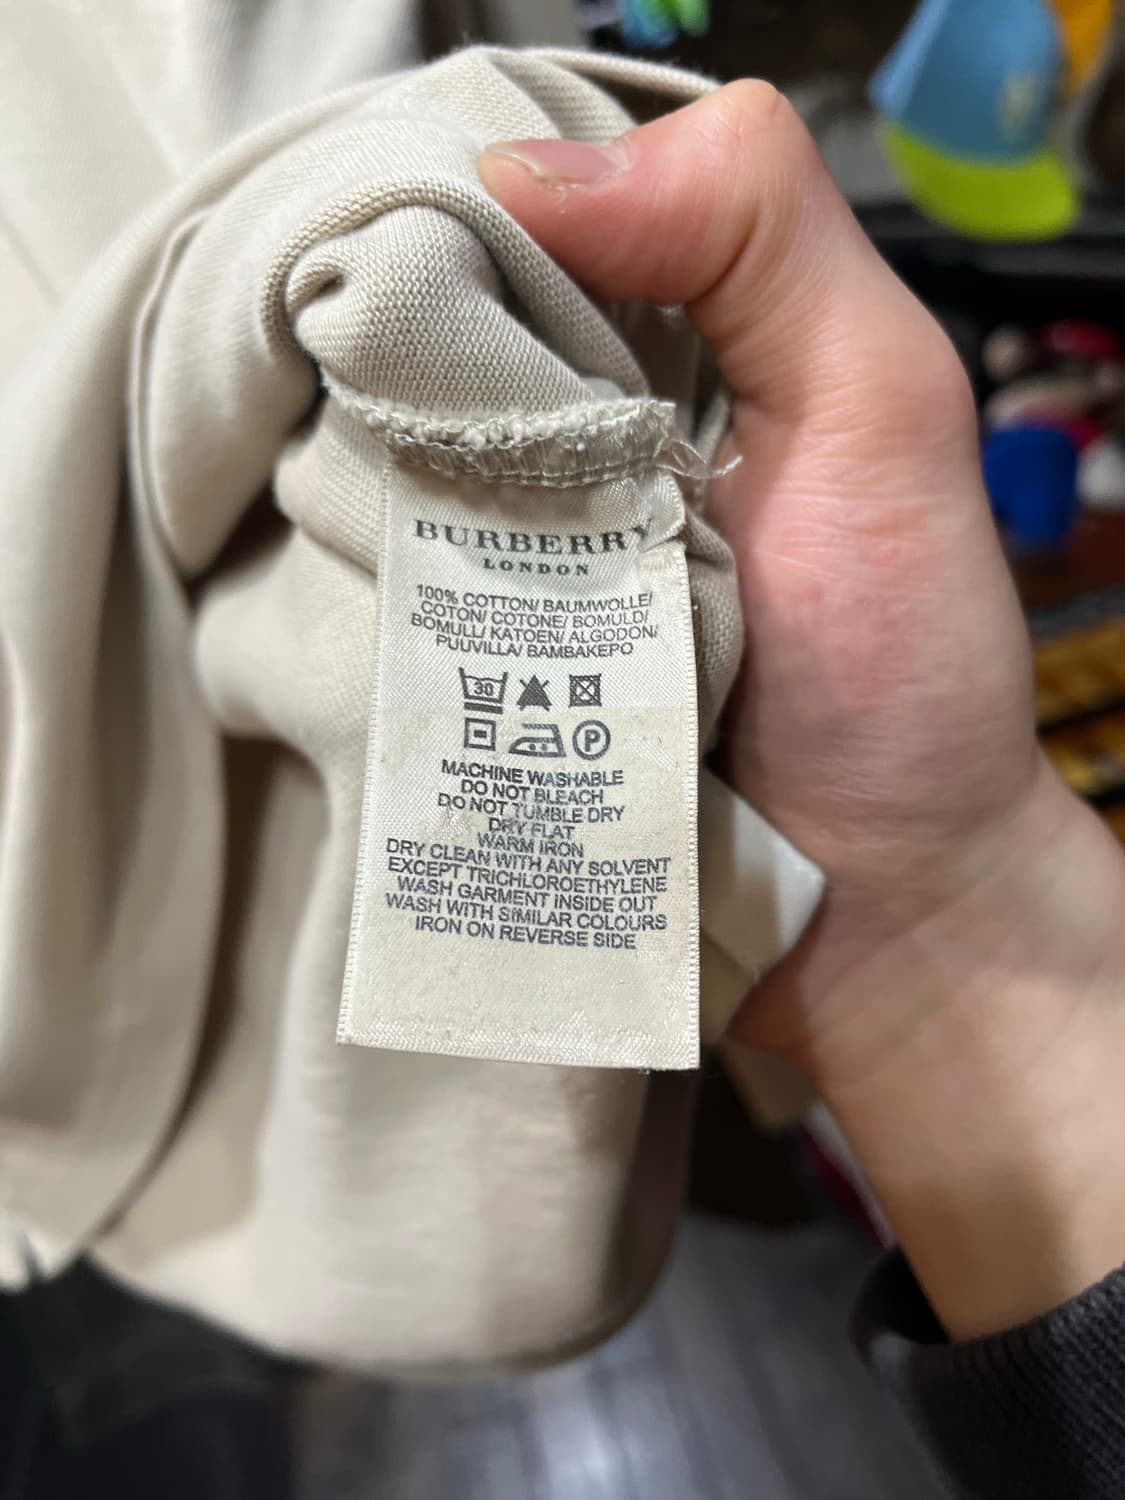 BURBERRY
LONDON
100% COTTON/ BAUMWOLLE/
COTON/ COTONE/ BOMULD/
BOMULL/ KATOEN/ ALGODON/
PUUVILLA/ BAMBAKEPO
30
P
MACHINE WASHABLE
DO NOT BLEACH
DO NOT TUMBLE DRY
DRY FLAT
WARM IRON
DRY CLEAN WITH ANY SOLVENT
EXCEPT TRICHLOROETHYLENE
WASH GARMENT INSIDE OUT
WASH WITH SIMILAR COLOURS
IRON ON REVERSE SIDE